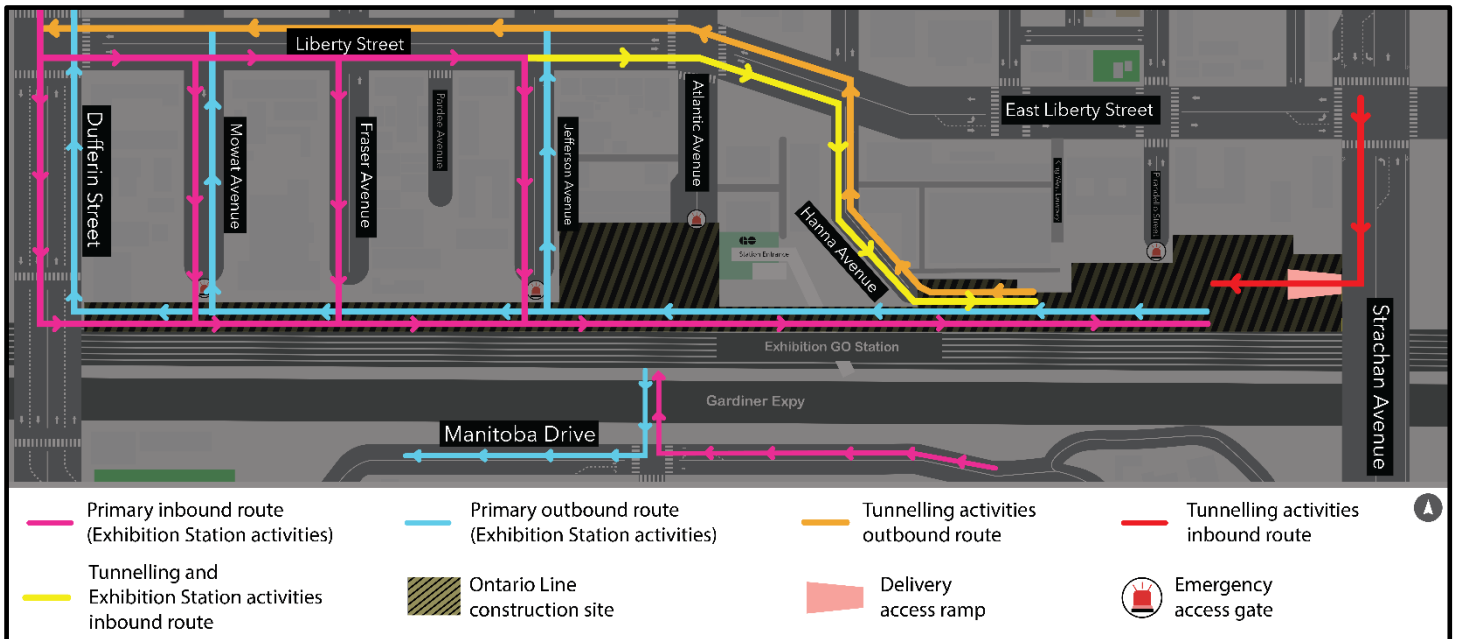 Liberty Street
East Liberty Street
Dufferin Street
Mowat Avenue
Fraser Avenue
Pardee Avenue
Jefferson Avenue
Atlantic Avenue
Hanna Avenue
Pirandello Street
Strachan Avenue
GO
Station Entrance
Exhibition GO Station
Gardiner Expy
Manitoba Drive
Primary inbound route
(Exhibition Station activities)
Primary outbound route
(Exhibition Station activities)
Tunnelling activities
outbound route
Tunnelling activities
inbound route
Tunnelling and
Exhibition Station activities
inbound route
Ontario Line
construction site
Delivery
access ramp
Emergency
access gate